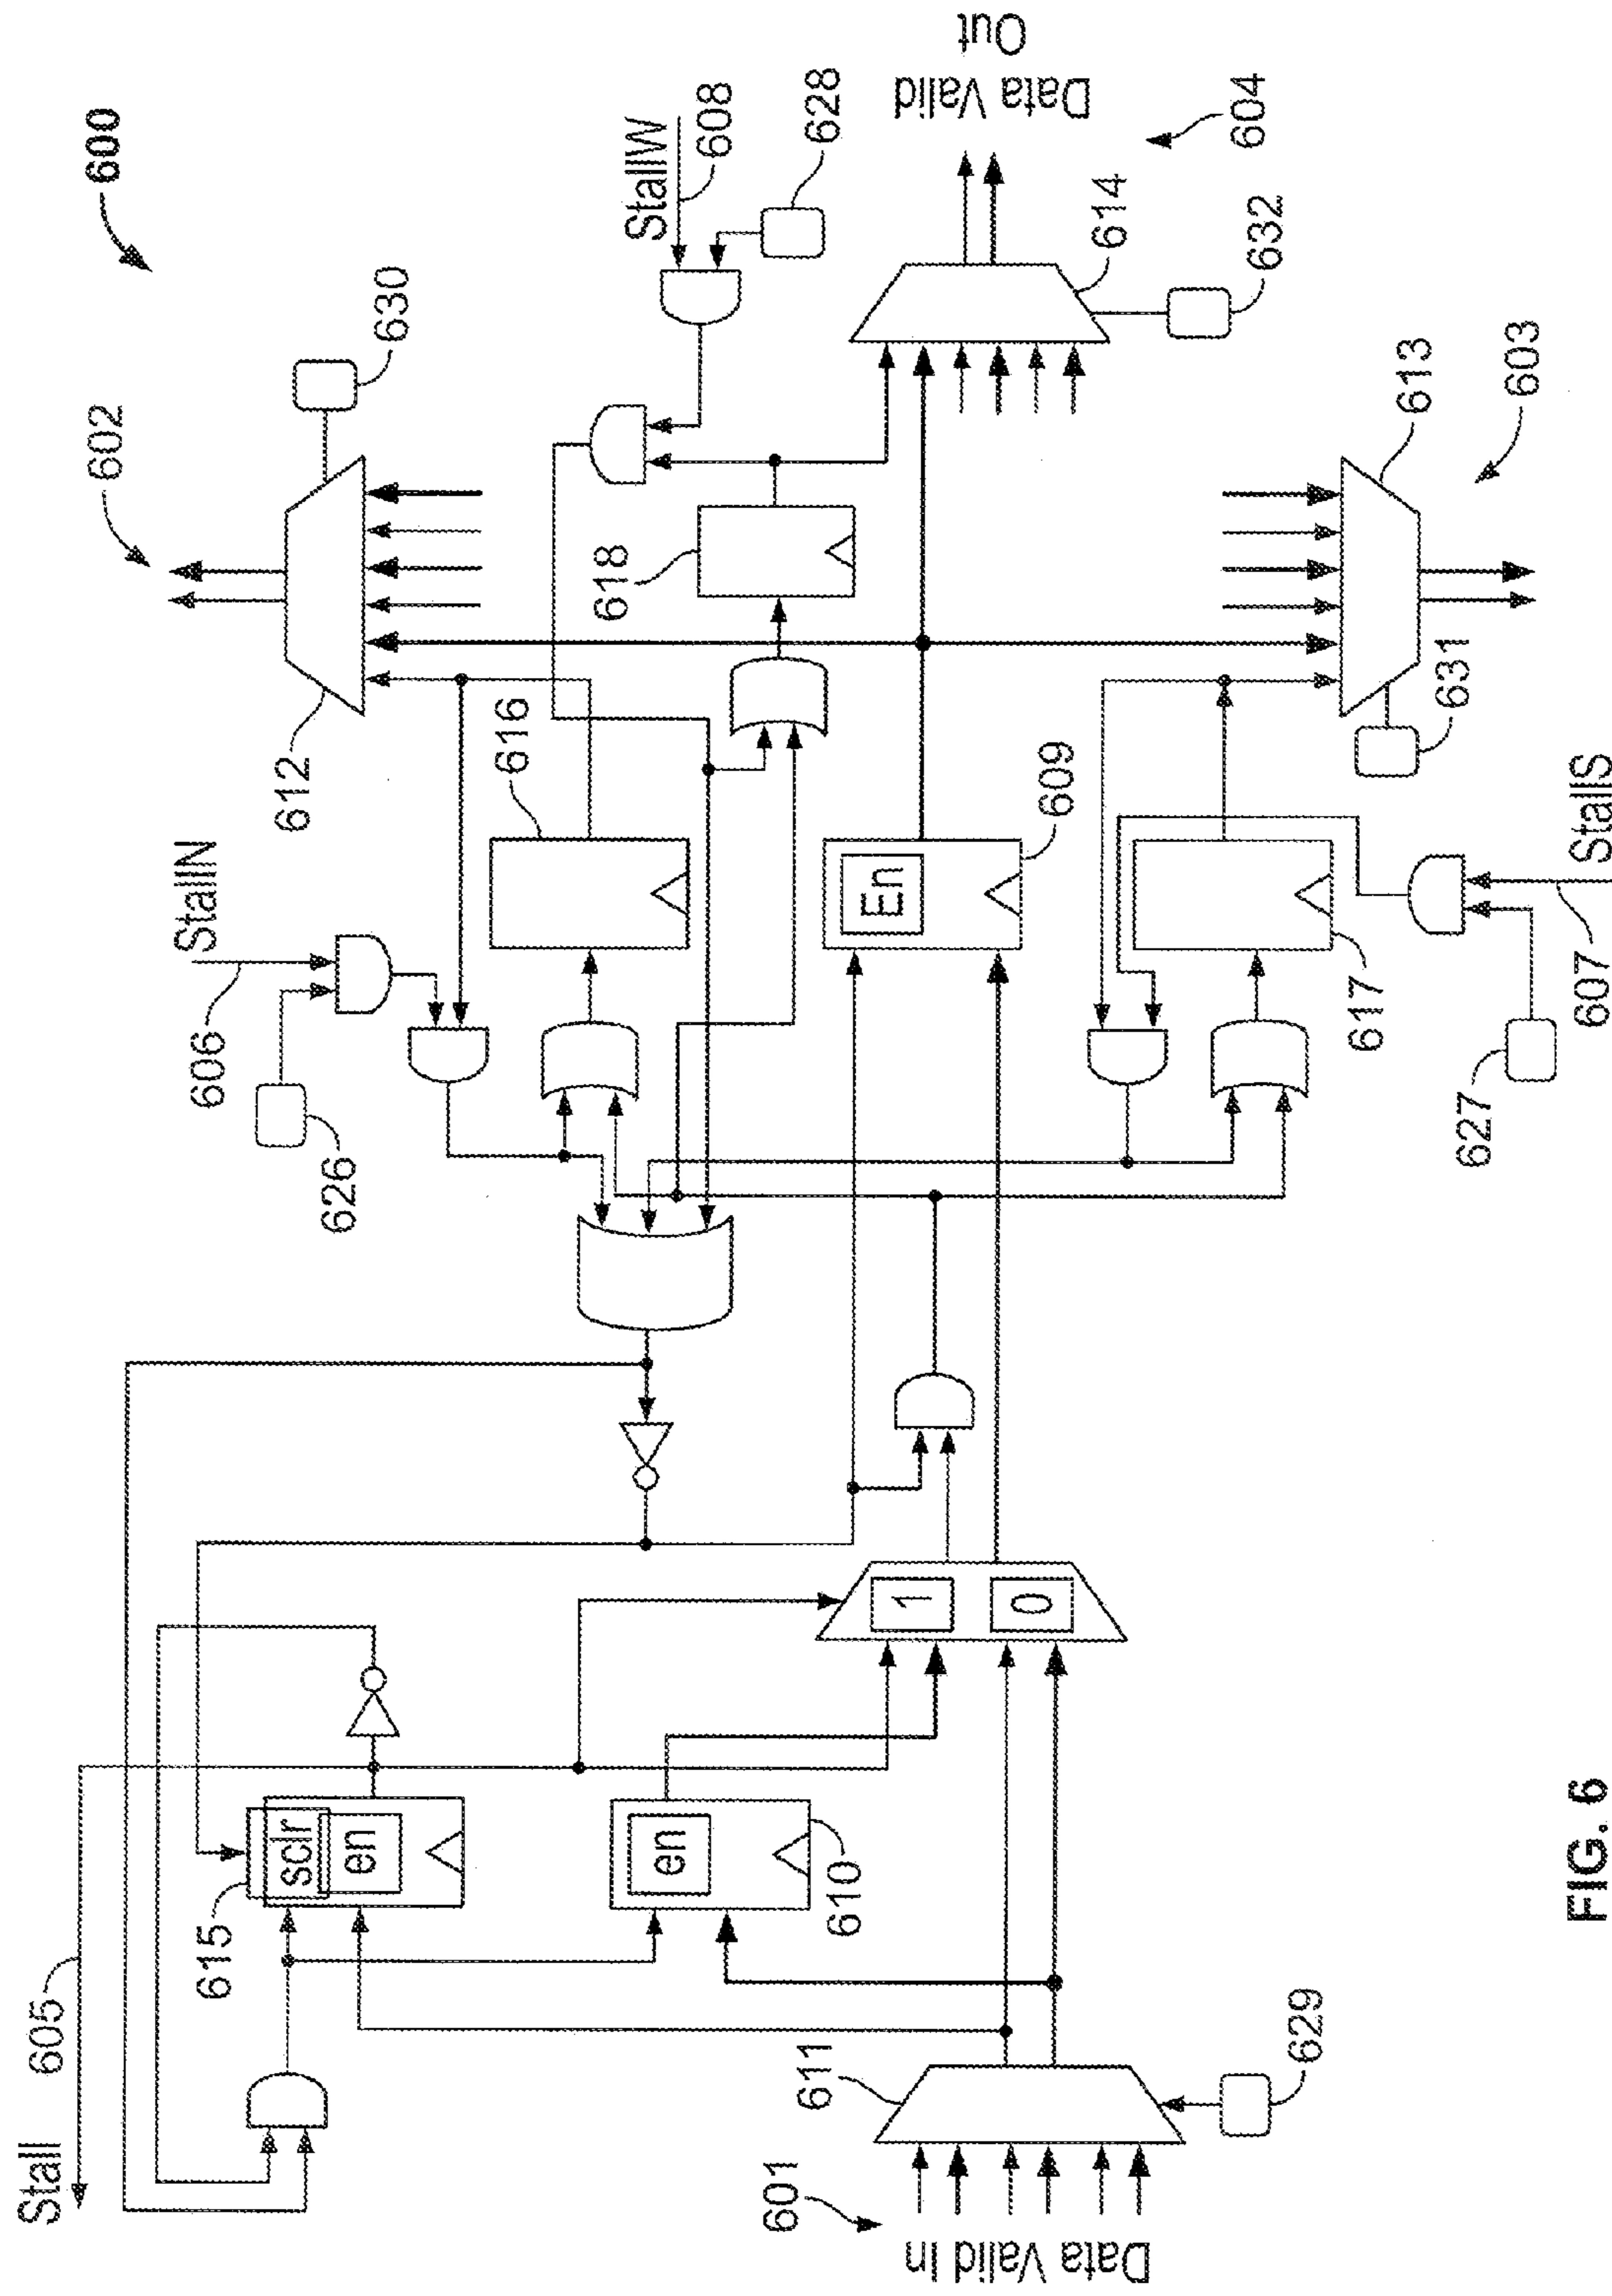 600
602
630
612
StallN
606
626
616
StallW
608
628
618
Data Valid
Out
604
614
632
613
603
631
609
En
617
627
607
StallS
Stall 605
615
sclr
en
en
610
1
0
611
601
Data Valid In
629
FIG. 6